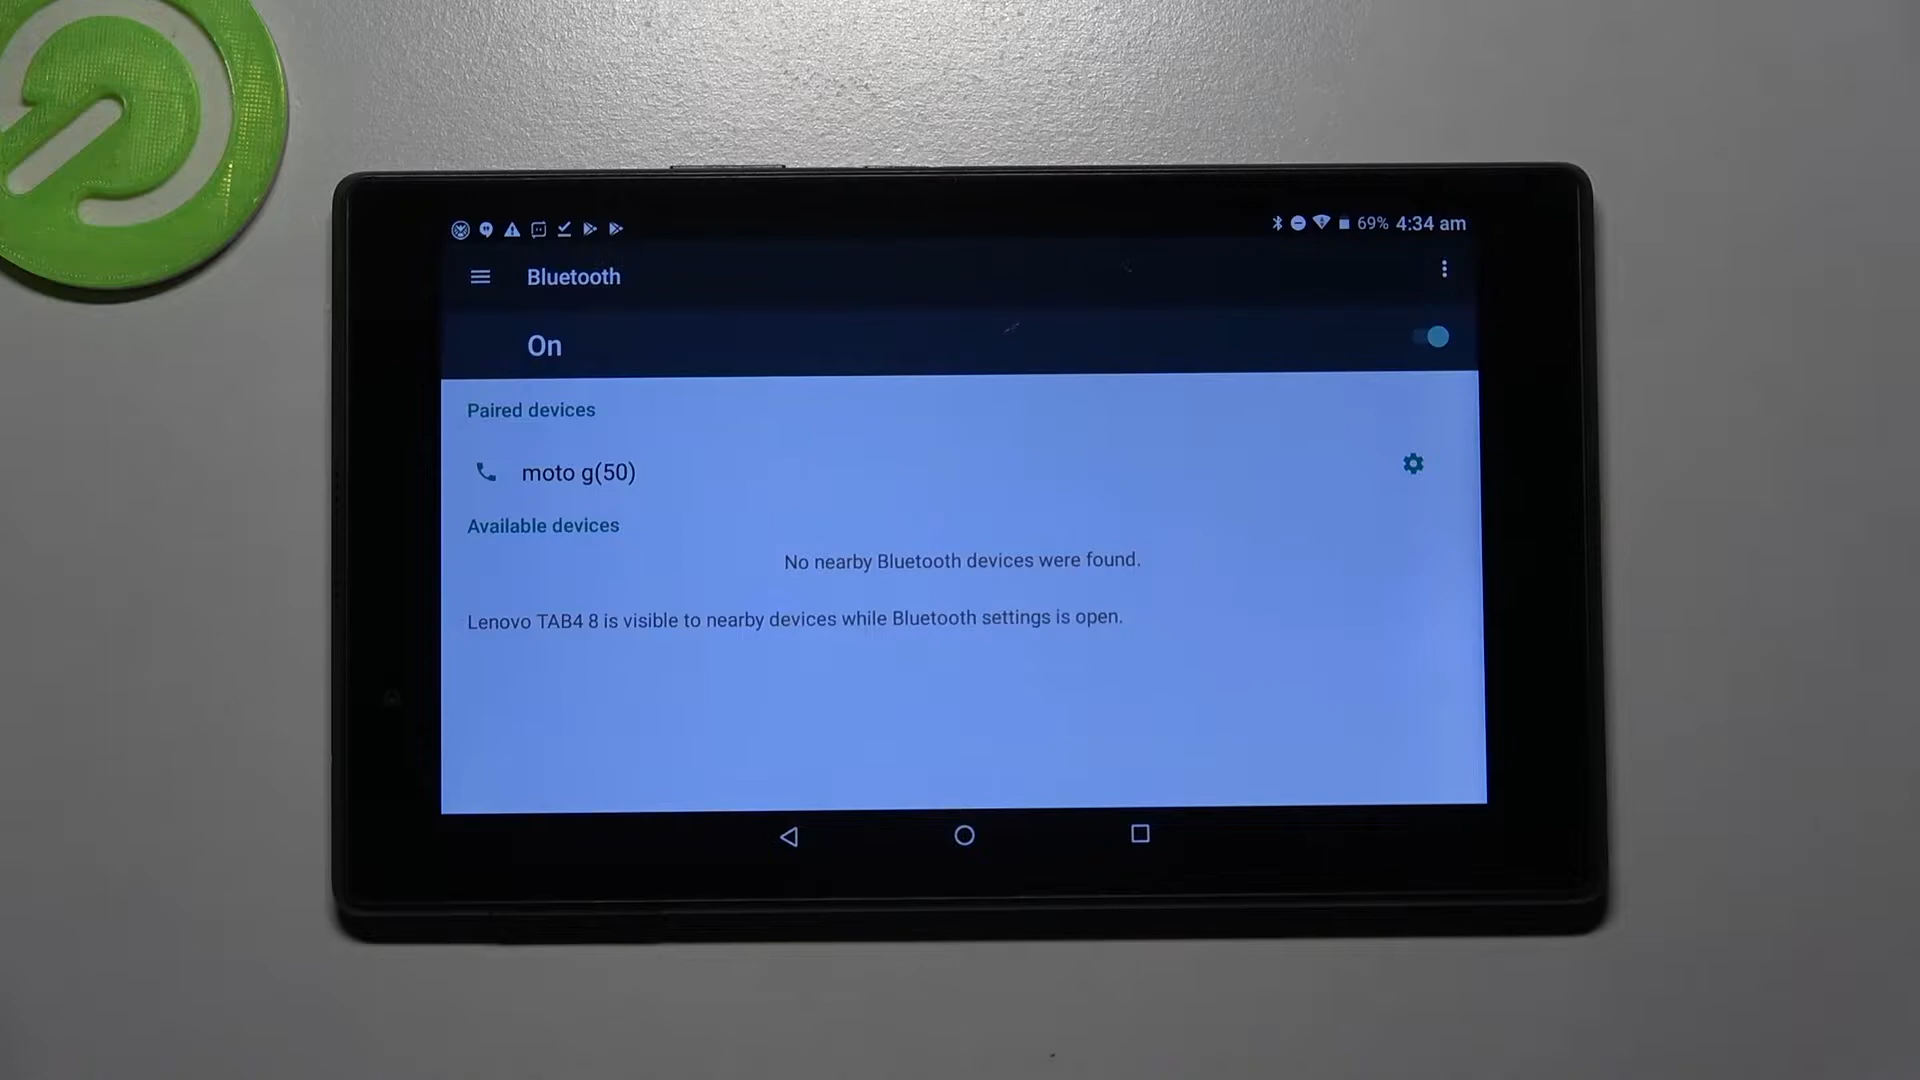 69% 4:34 am
Bluetooth
On
Paired devices
moto g(50)
Available devices
No nearby Bluetooth devices were found.
Lenovo TAB4 8 is visible to nearby devices while Bluetooth settings is open.